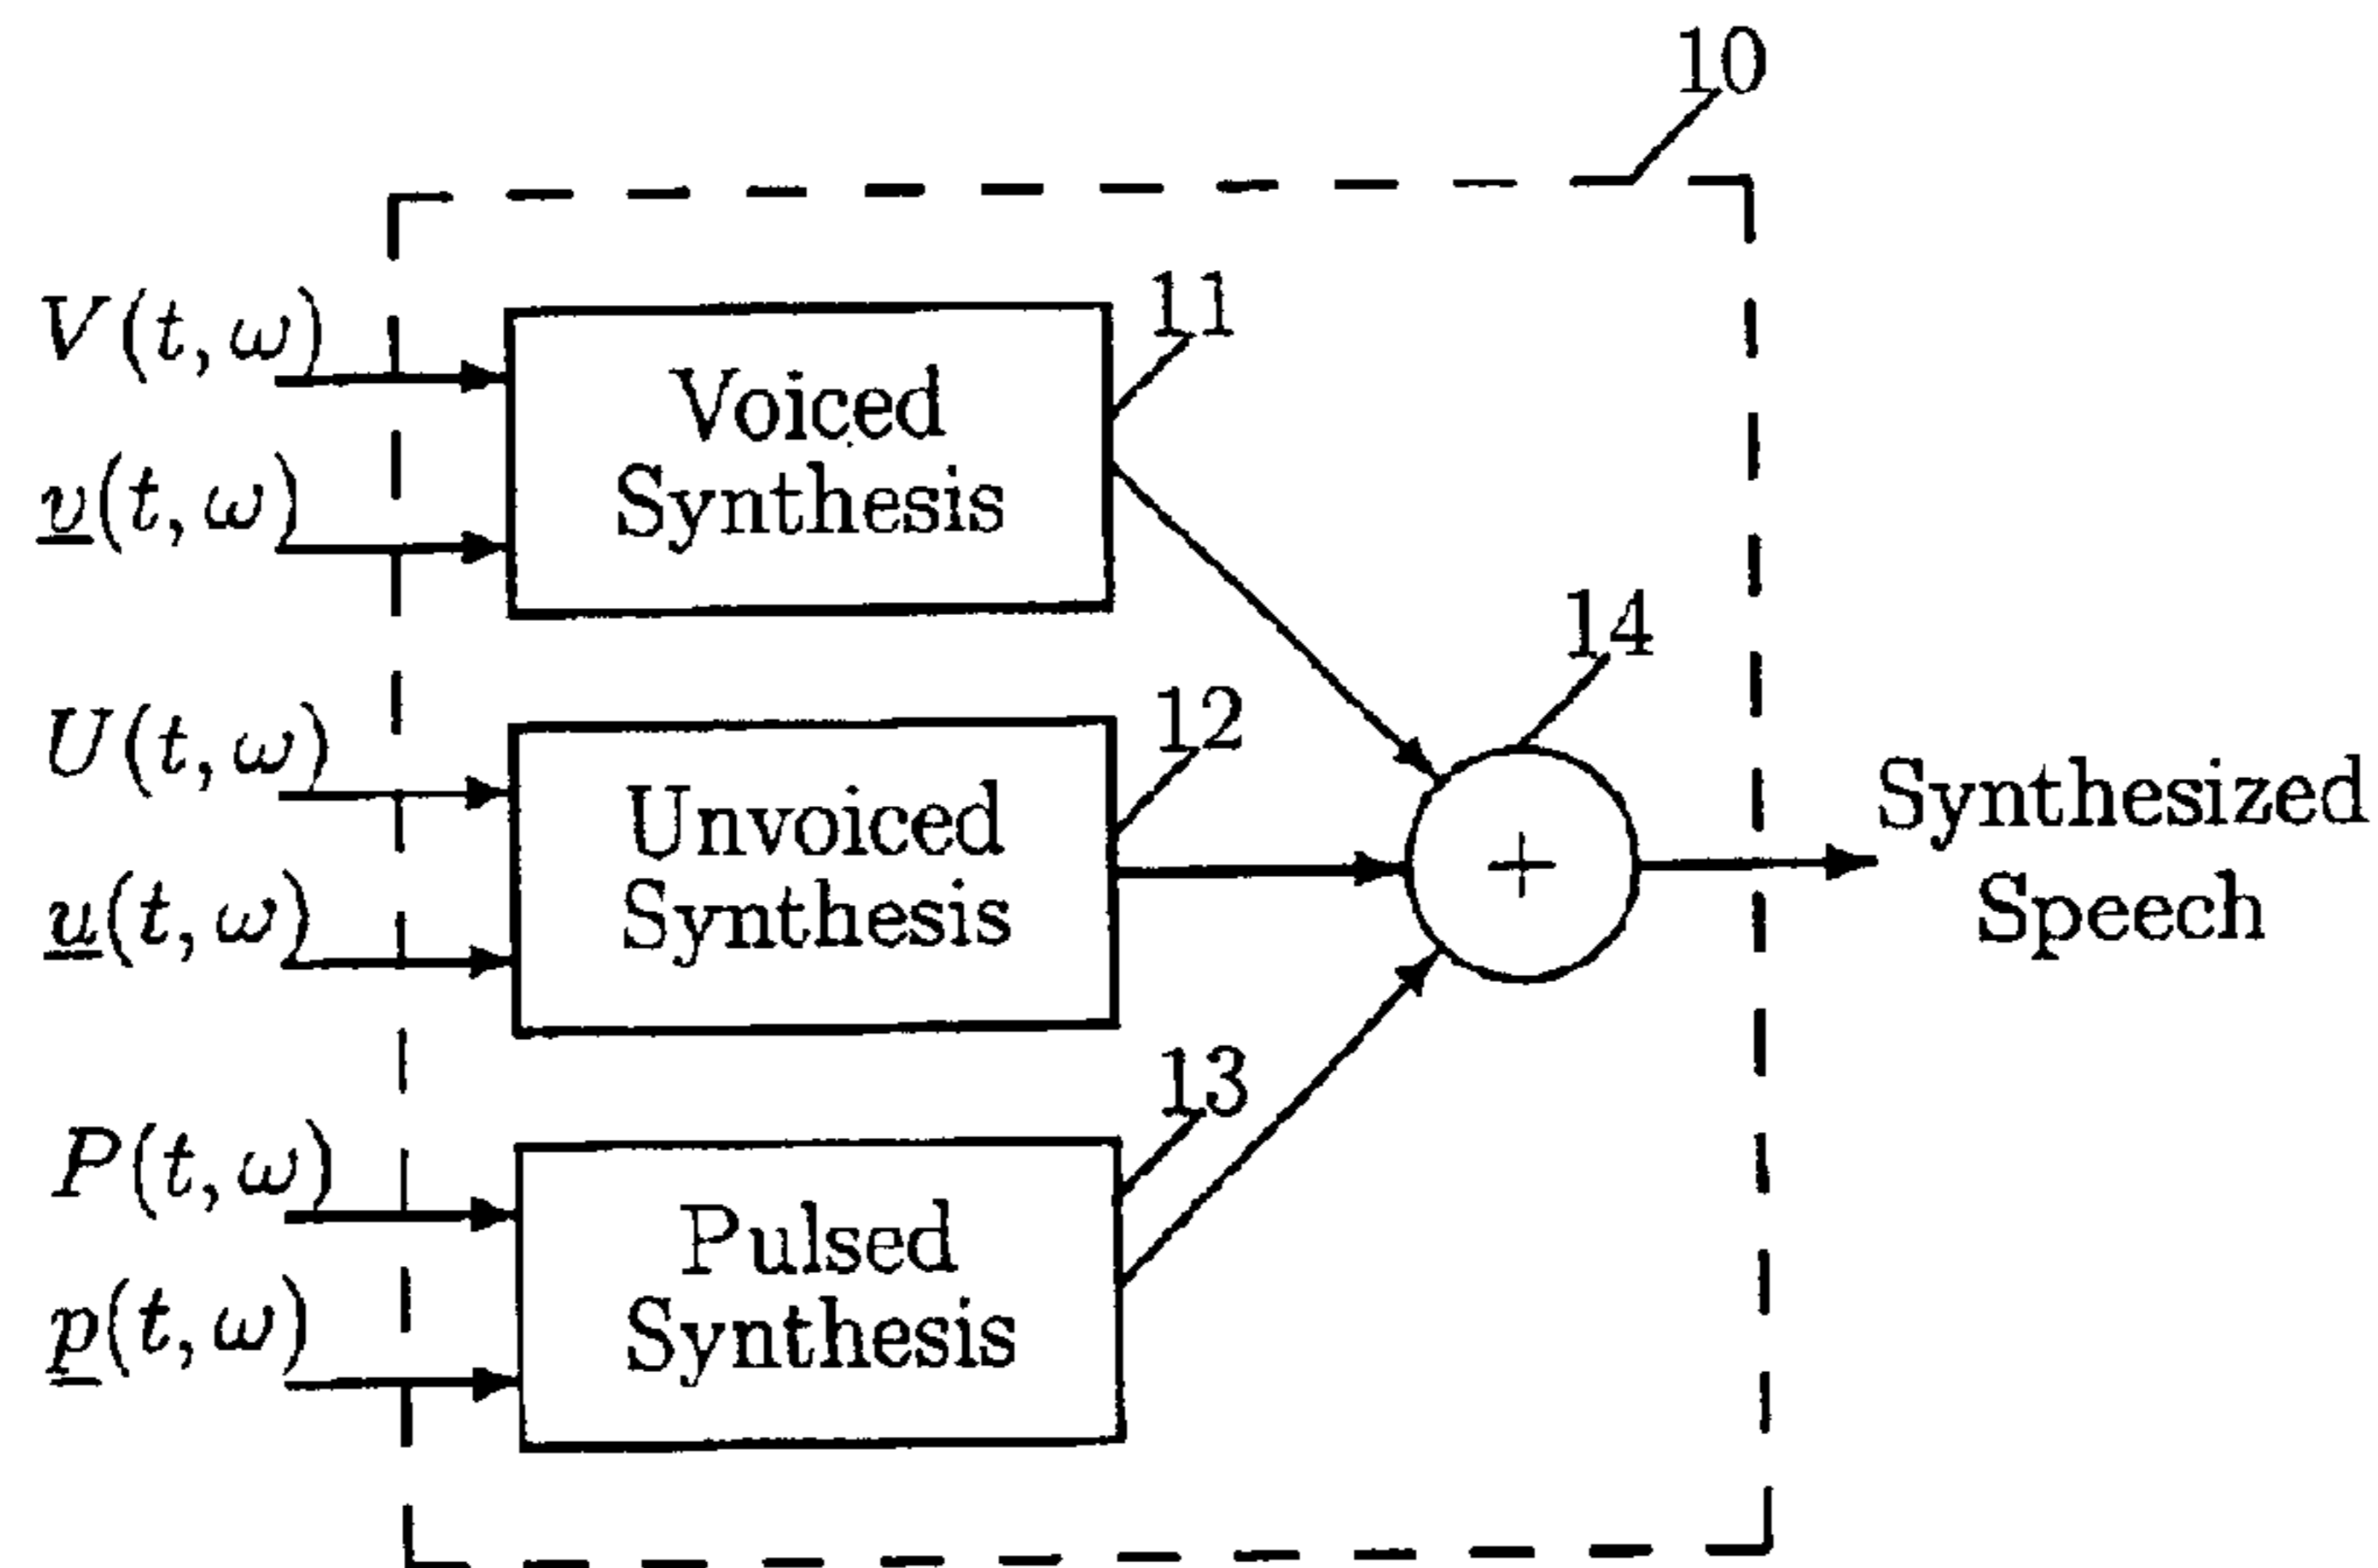 10
V(t, ω)
11
Voiced
Synthesis
v(t, ω)
14
U(t, ω)
12
Unvoiced
Synthesis
u(t, ω)
+
Synthesized
Speech
13
P(t, ω)
Pulsed
Synthesis
p(t, ω)